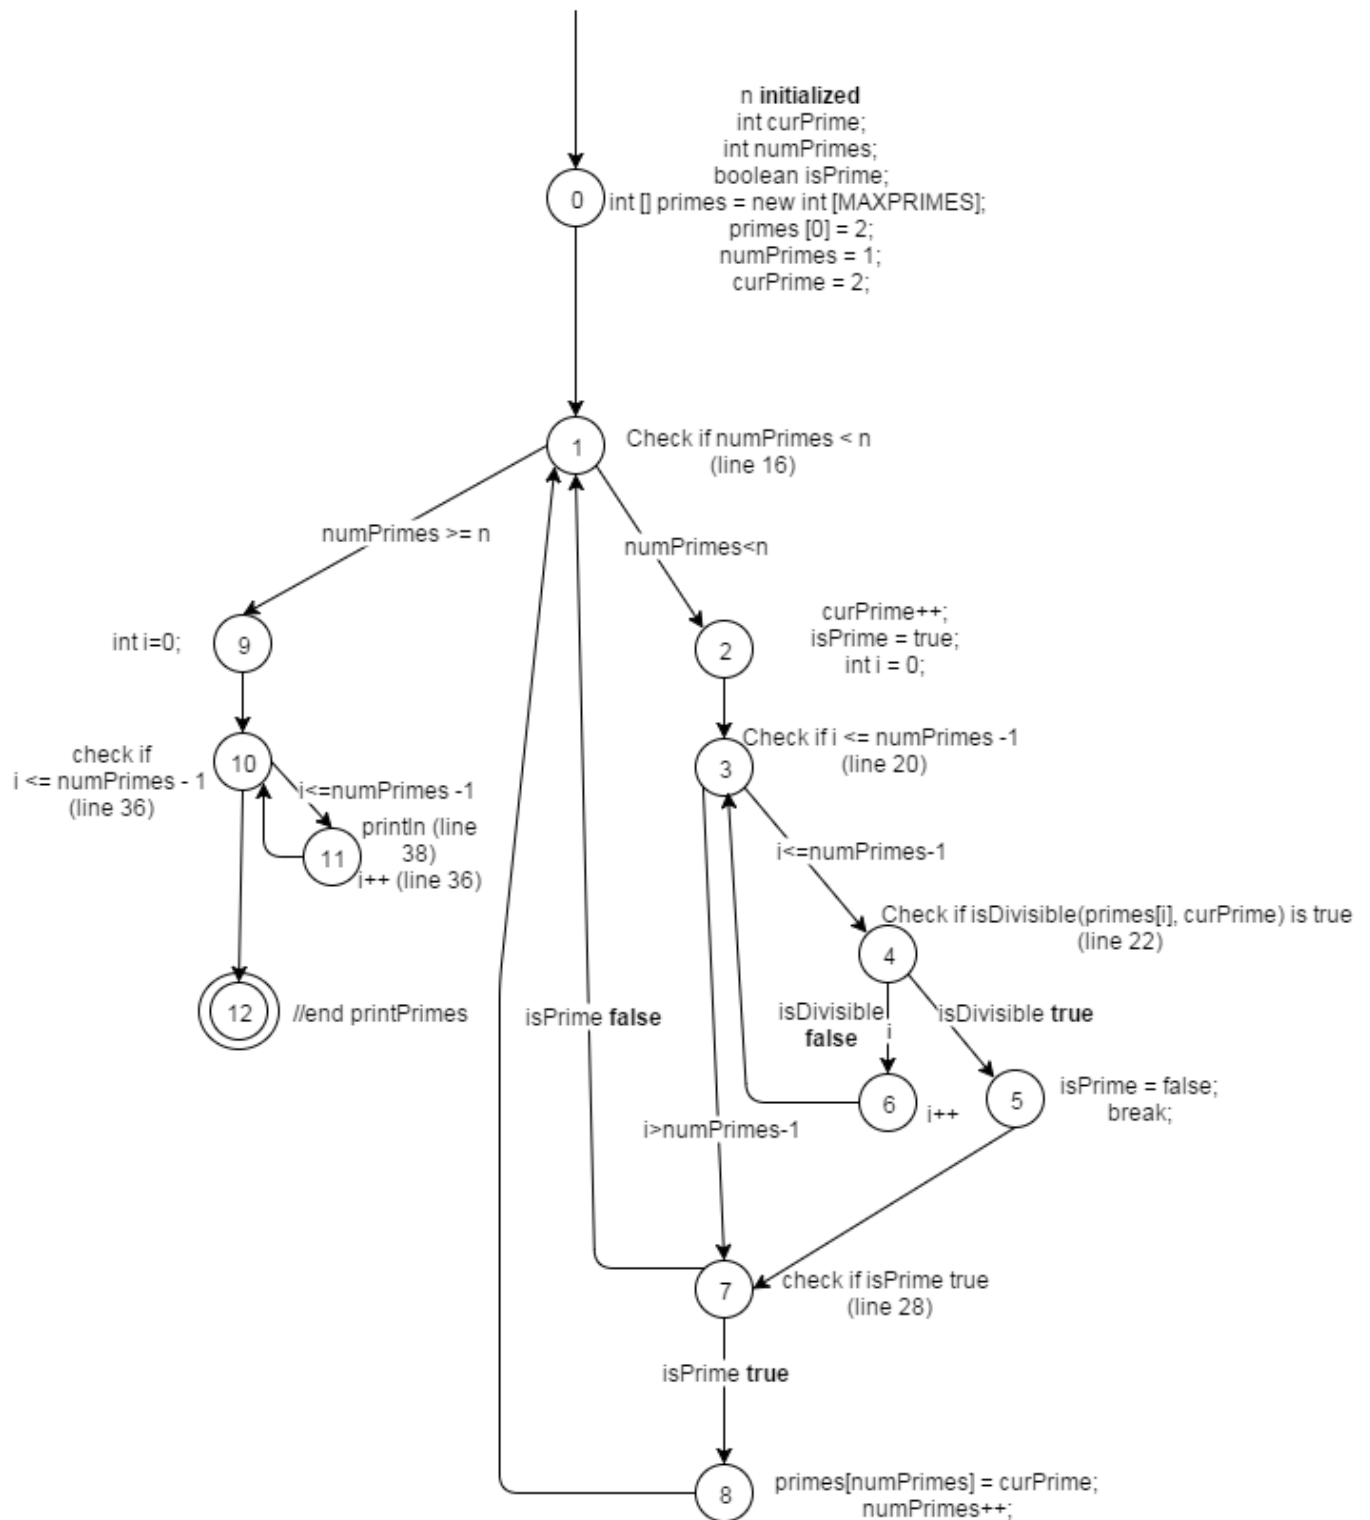 n initialized
int curPrime;
int numPrimes;
boolean isPrime;
0
int [] primes = new int [MAXPRIMES];
primes [0] = 2;
numPrimes = 1;
curPrime = 2;
1
Check if numPrimes < n
(line 16)
numPrimes >= n
numPrimes<n
int i=0;
9
2
curPrime++;
isPrime = true;
int i = 0;
check if
i <= numPrimes - 1
(line 36)
10
i<=numPrimes -1
11
println (line
38)
i++ (line 36)
3
Check if i <= numPrimes -1
(line 20)
i<=numPrimes-1
Check if isDivisible(primes[i], curPrime) is true
(line 22)
4
12
//end printPrimes
isPrime false
isDivisible
false
i
isDivisible true
6
i++
5
isPrime = false;
break;
i>numPrimes-1
7
check if isPrime true
(line 28)
isPrime true
8
primes[numPrimes] = curPrime;
numPrimes++;